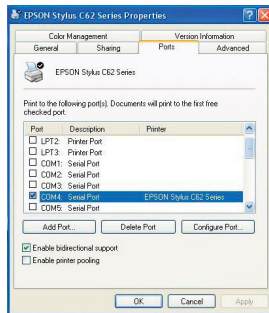 EPSON Stylus C62 Series Properties
Color Management Version Information
General Sharing Ports Advanced
EPSON Stylus C62 Series
Print to the following port(s). Documents will print to the first free
checked port.
Port Description Printer
LPT2: Printer Port
LPT3: Printer Port
COM1: Serial Port
COM2: Serial Port
COM3: Serial Port
COM4: Serial Port EPSON Stylus C62 Series
COM5: Serial Port
Add Port... Delete Port Configure Port...
Enable bidirectional support
Enable printer pooling
OK Cancel Apply